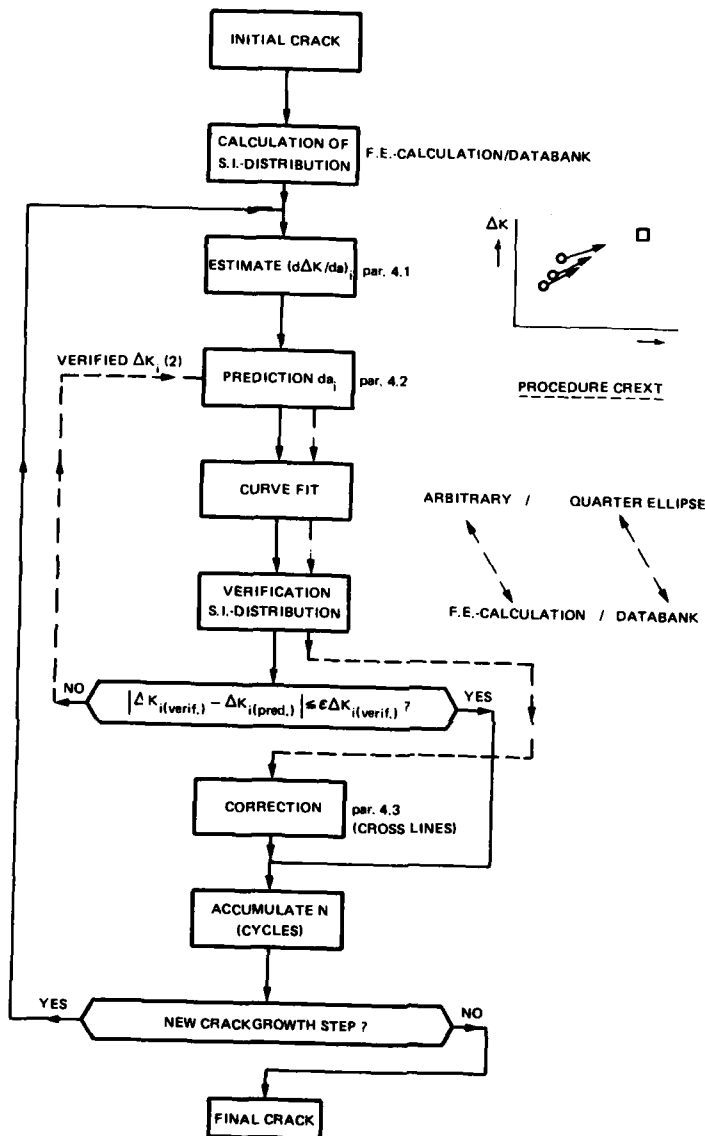 INITIAL CRACK
CALCULATION OF
S.I.-DISTRIBUTION
F.E.-CALCULATION/DATABANK
ΔK
ESTIMATE (dΔK/da)i
par. 4.1
VERIFIED ΔKi (2)
PREDICTION dai
par. 4.2
PROCEDURE CREXT
CURVE FIT
ARBITRARY / QUARTER ELLIPSE
VERIFICATION
S.I.-DISTRIBUTION
F.E.-CALCULATION / DATABANK
NO
|ΔKi(verif.) – ΔKi(pred.)| ≤ εΔKi(verif.) ?
YES
CORRECTION
par. 4.3
(CROSS LINES)
ACCUMULATE N
(CYCLES)
YES
NEW CRACKGROWTH STEP ?
NO
FINAL CRACK